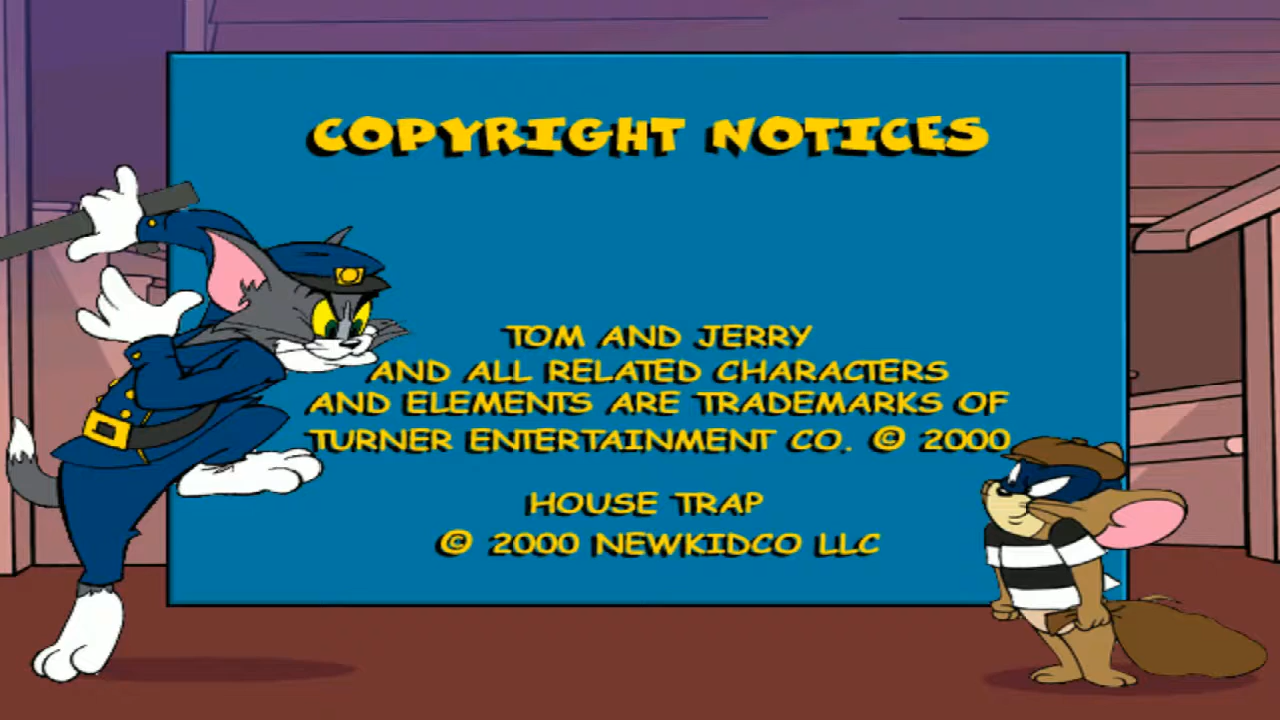 COPYRIGHT NOTICES
TOM AND JERRY
AND ALL RELATED CHARACTERS
AND ELEMENTS ARE TRADEMARKS OF
TURNER ENTERTAINMENT CO. © 2000
HOUSE TRAP
© 2000 NEWKIDCO LLC